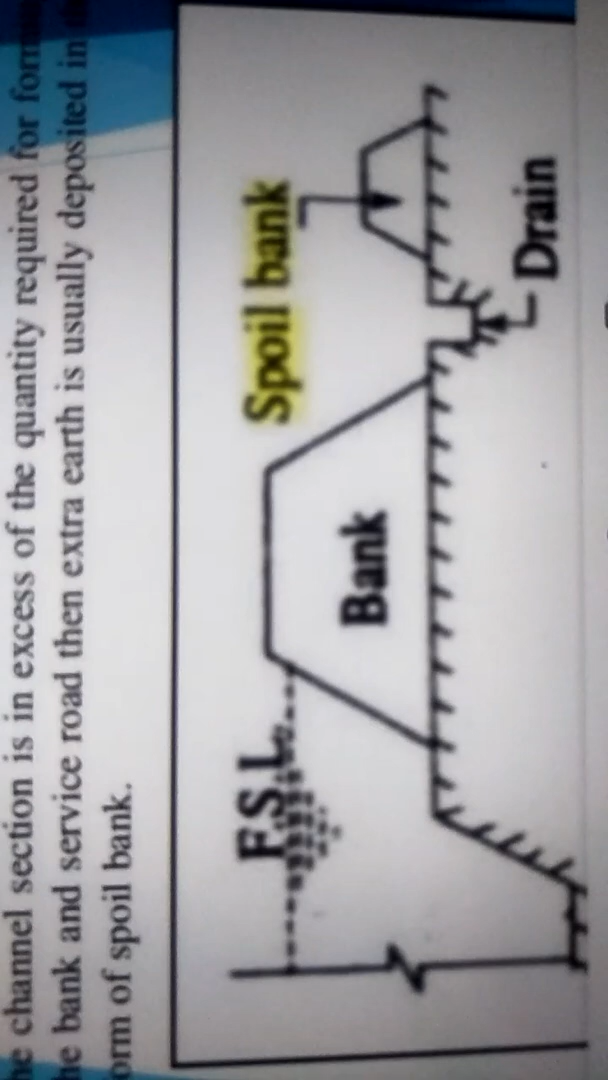 he channel section is in excess of the quantity required for form
he bank and service road then extra earth is usually deposited in
orm of spoil bank.
F.S.L.
Bank
Spoil bank
Drain